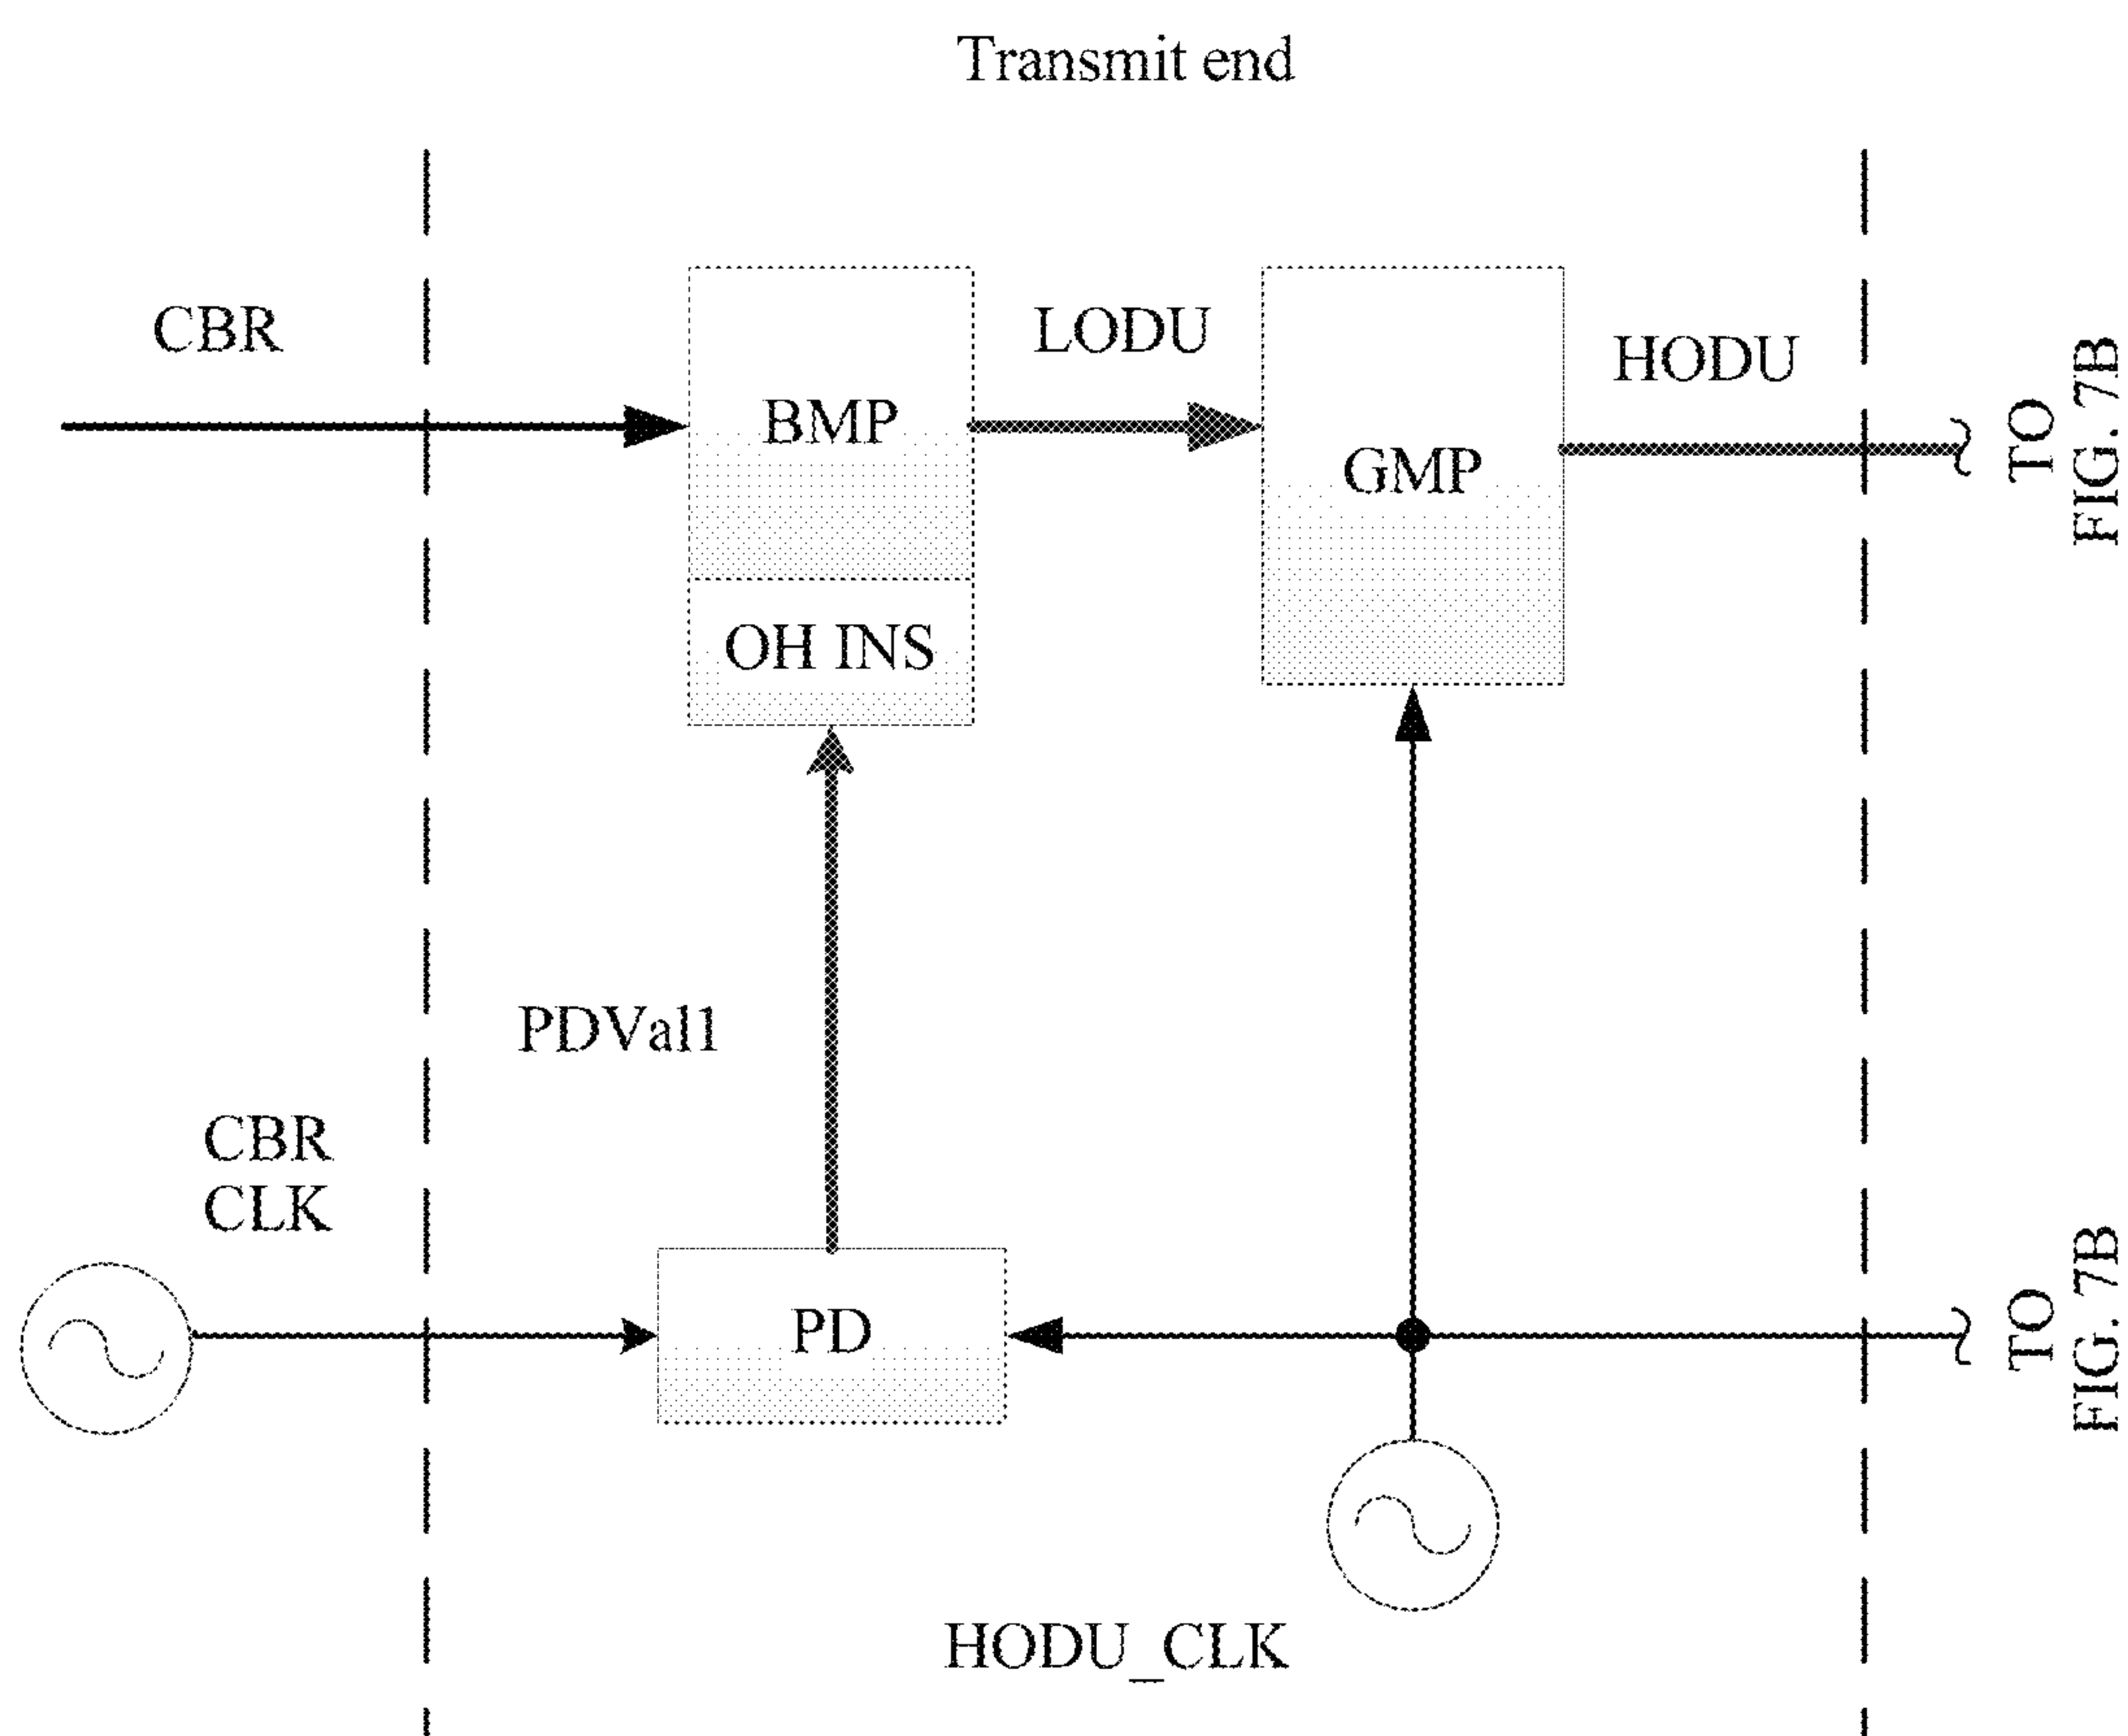 Transmit end
CBR
BMP
LODU
GMP
HODU
TO
FIG. 7B
OH INS
PDVal1
CBR
CLK
PD
TO
FIG. 7B
HODU_CLK